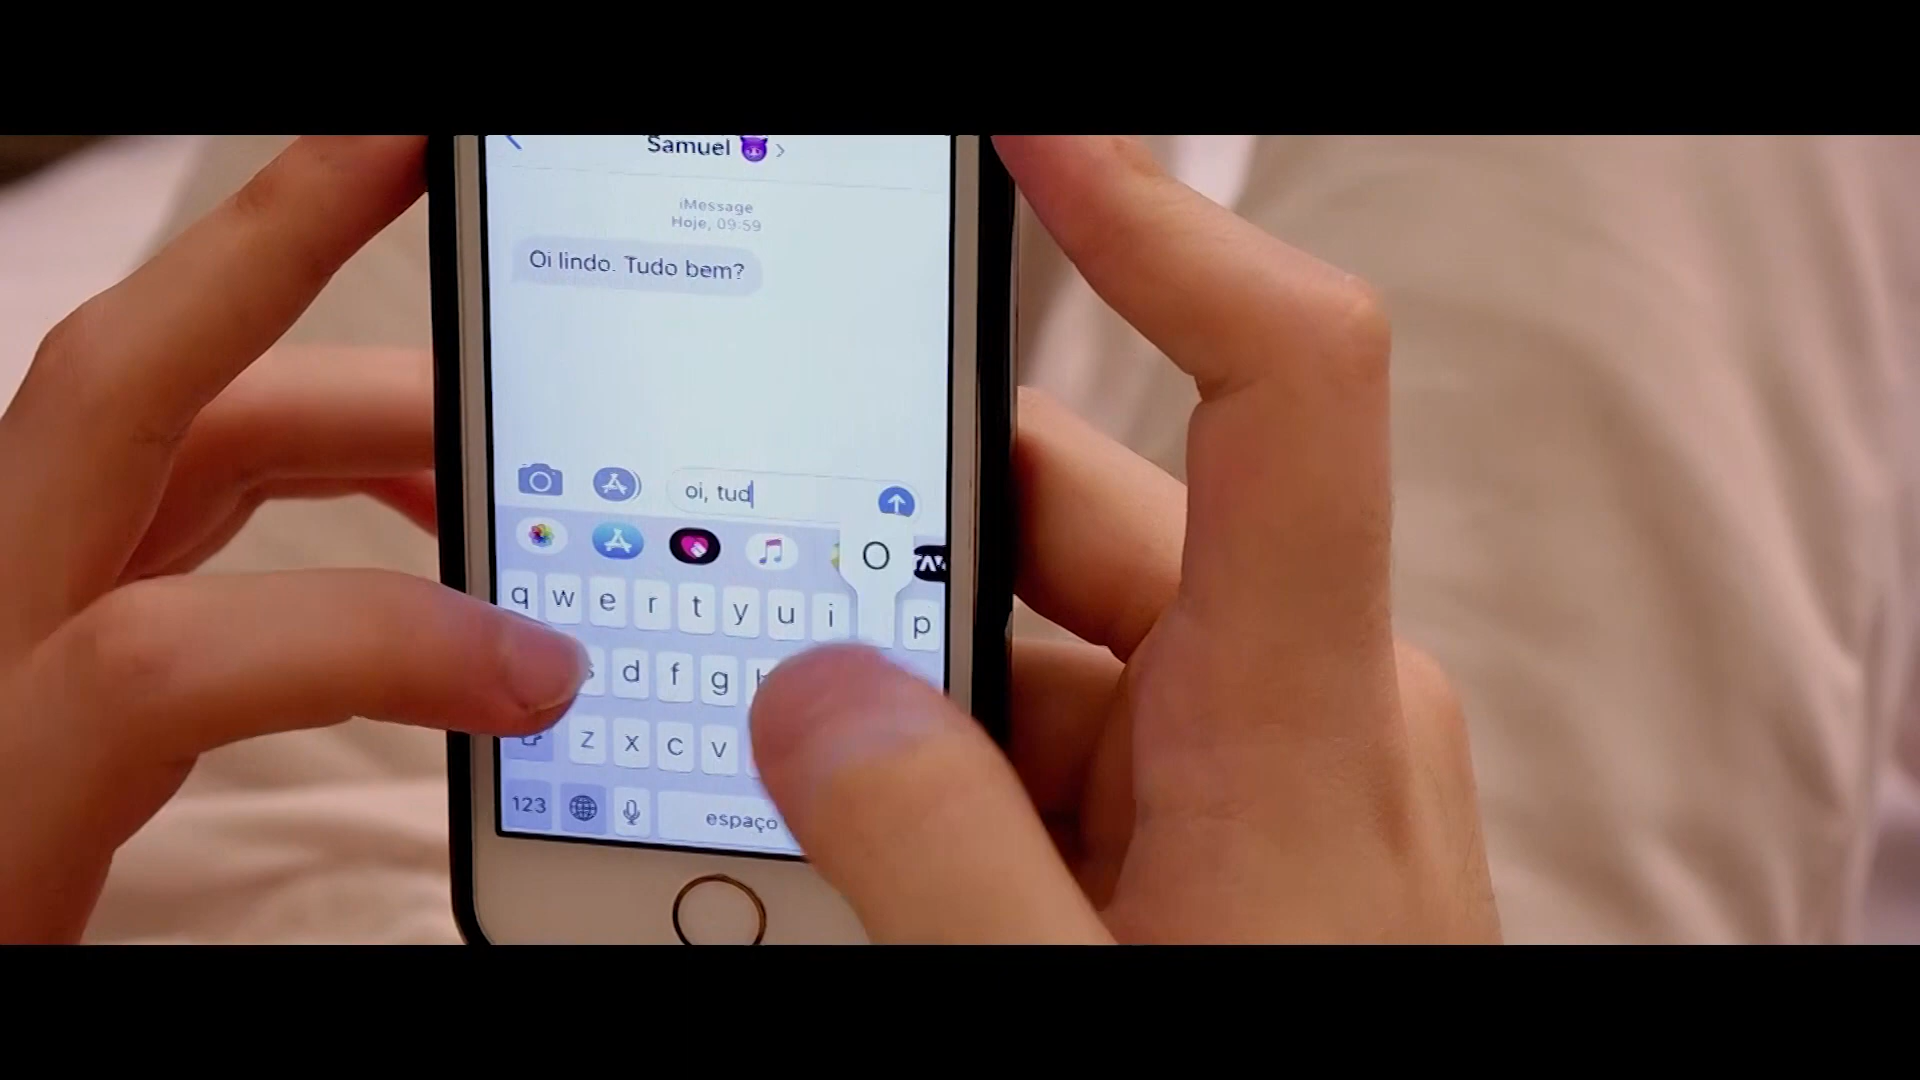 Samuel 😈 >
iMessage
Hoje, 09:59
Oi lindo. Tudo bem?
oi, tud
O
q w e r t y u i p
s d f g
z x c v
123 espaço